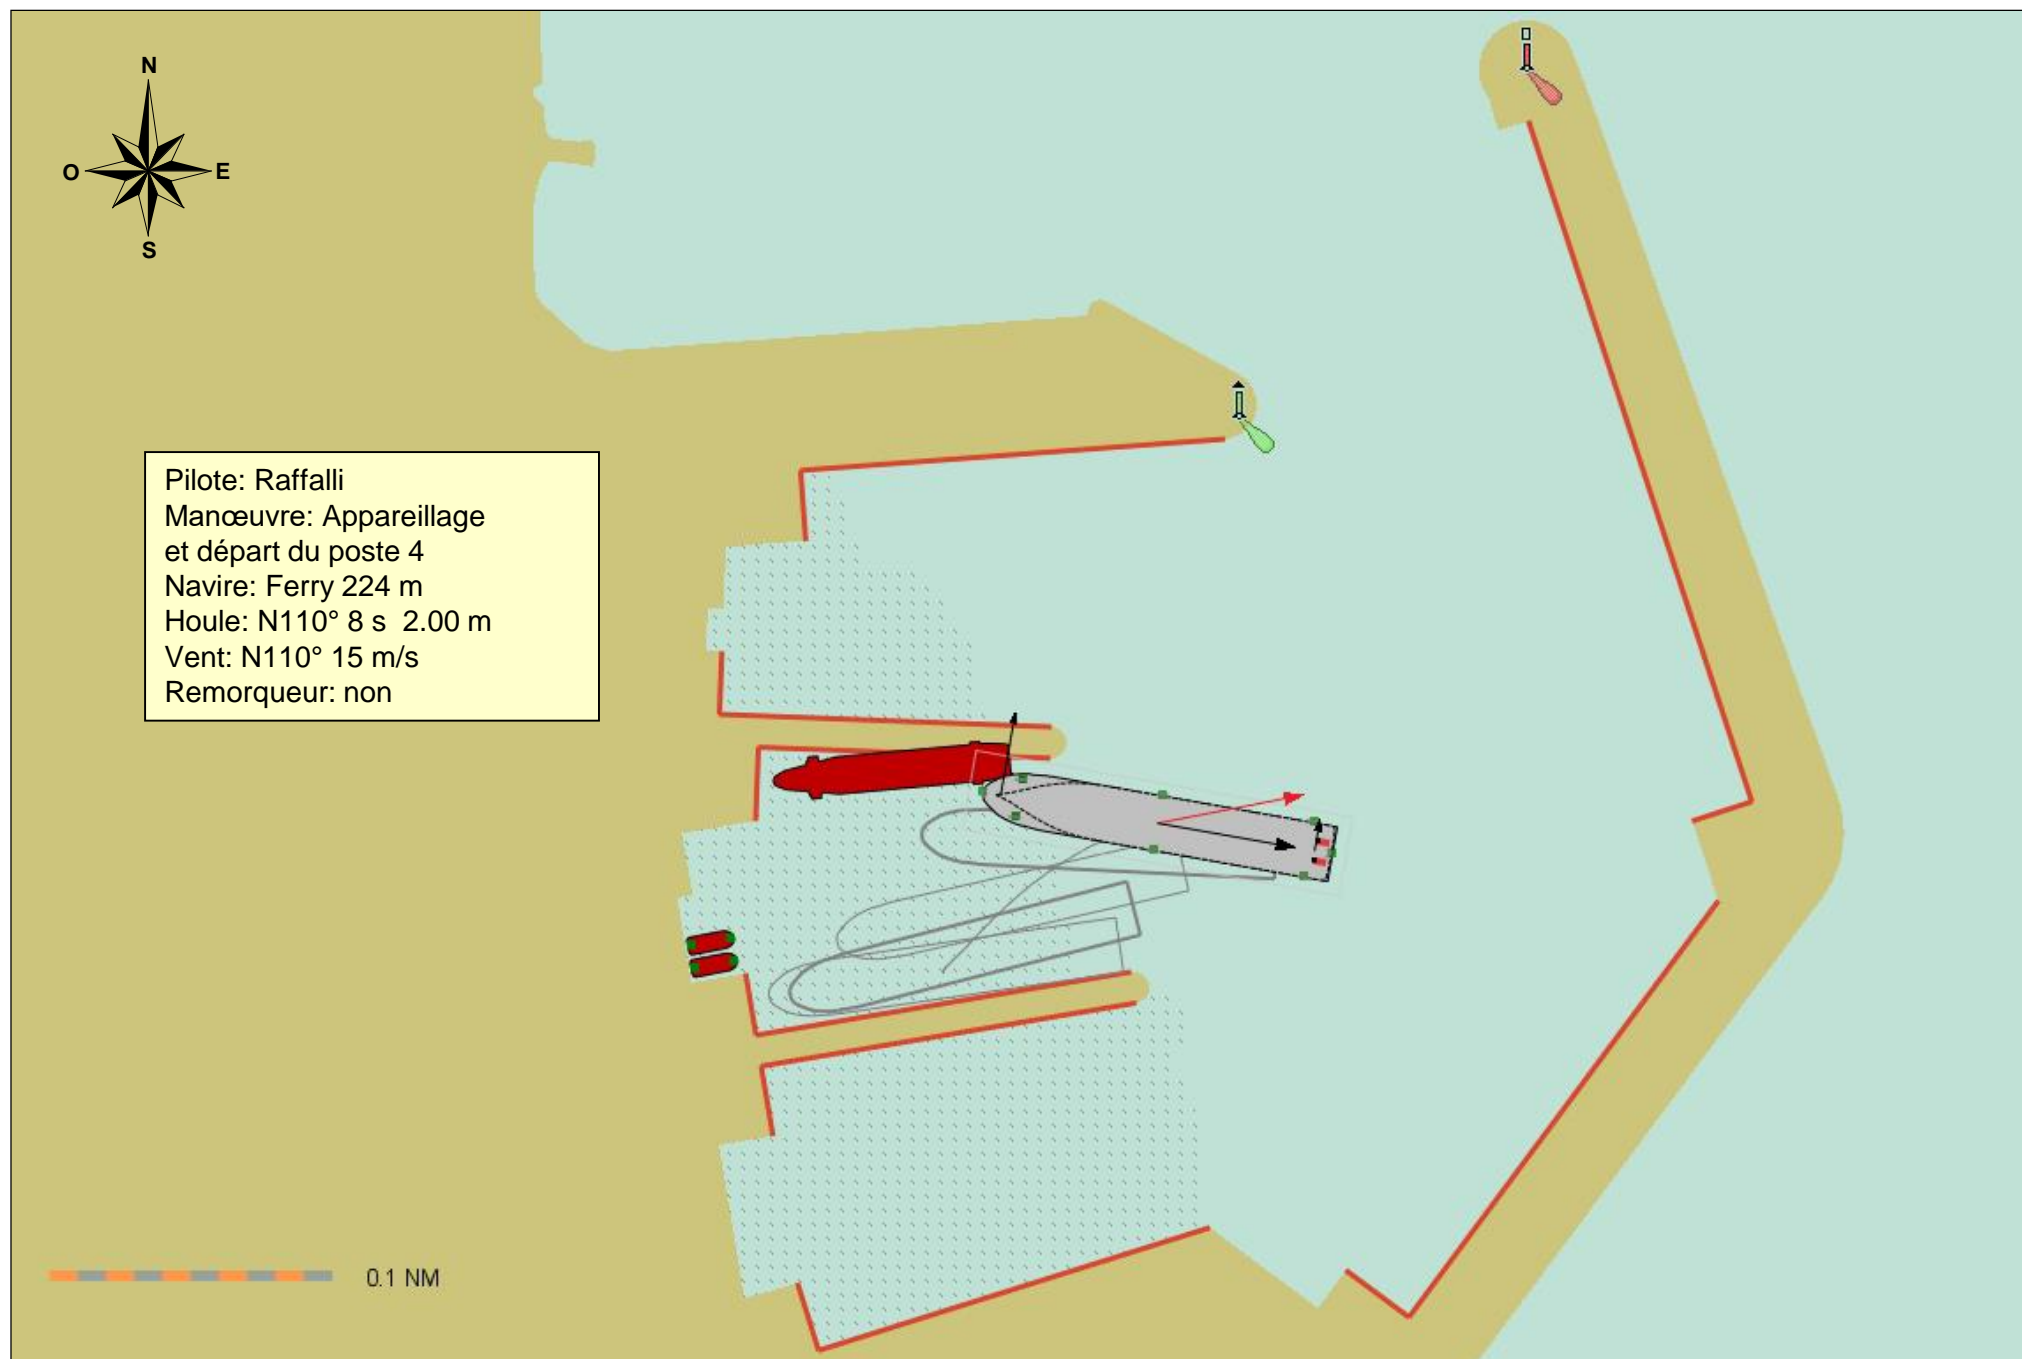 N
O
E
S
Pilote: Raffalli
Manœuvre: Appareillage
et départ du poste 4
Navire: Ferry 224 m
Houle: N110° 8 s  2.00 m
Vent: N110° 15 m/s
Remorqueur: non
0.1 NM